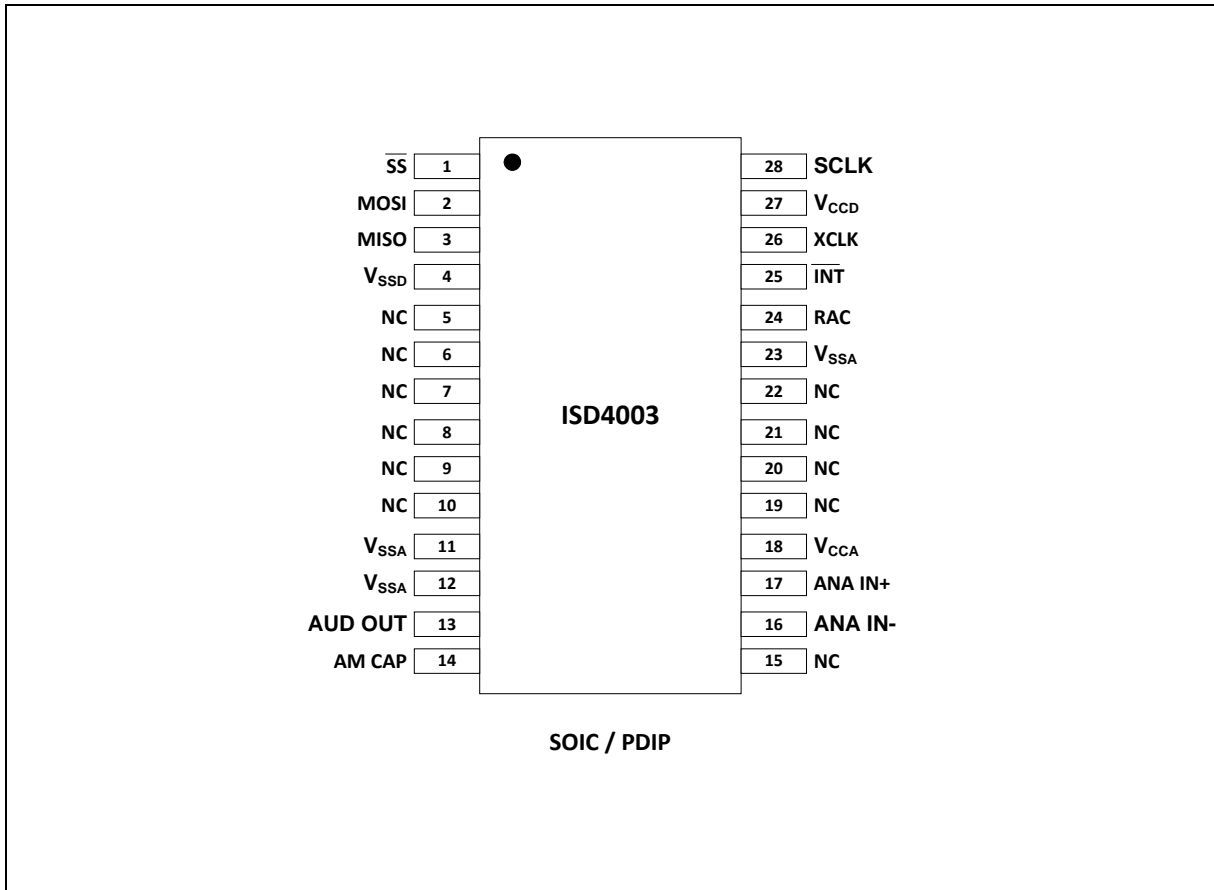 S̅S̅ 1 28 SCLK
MOSI 2 27 VCCD
MISO 3 26 XCLK
VSSD 4 25 I̅N̅T̅
NC 5 24 RAC
NC 6 23 VSSA
NC 7 22 NC
ISD4003
NC 8 21 NC
NC 9 20 NC
NC 10 19 NC
VSSA 11 18 VCCA
VSSA 12 17 ANA IN+
AUD OUT 13 16 ANA IN-
AM CAP 14 15 NC
SOIC / PDIP